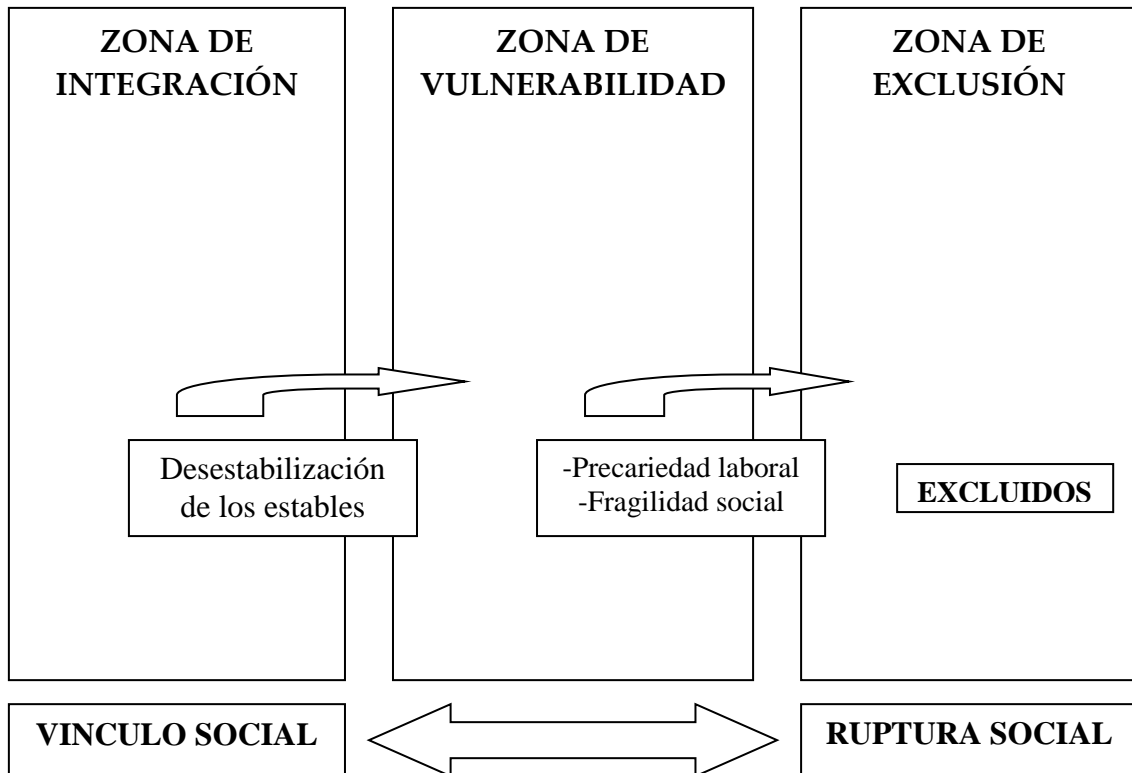 ZONA DE
INTEGRACIÓN
ZONA DE
VULNERABILIDAD
ZONA DE
EXCLUSIÓN
Desestabilización
de los estables
-Precariedad laboral
-Fragilidad social
EXCLUIDOS
VINCULO SOCIAL
RUPTURA SOCIAL